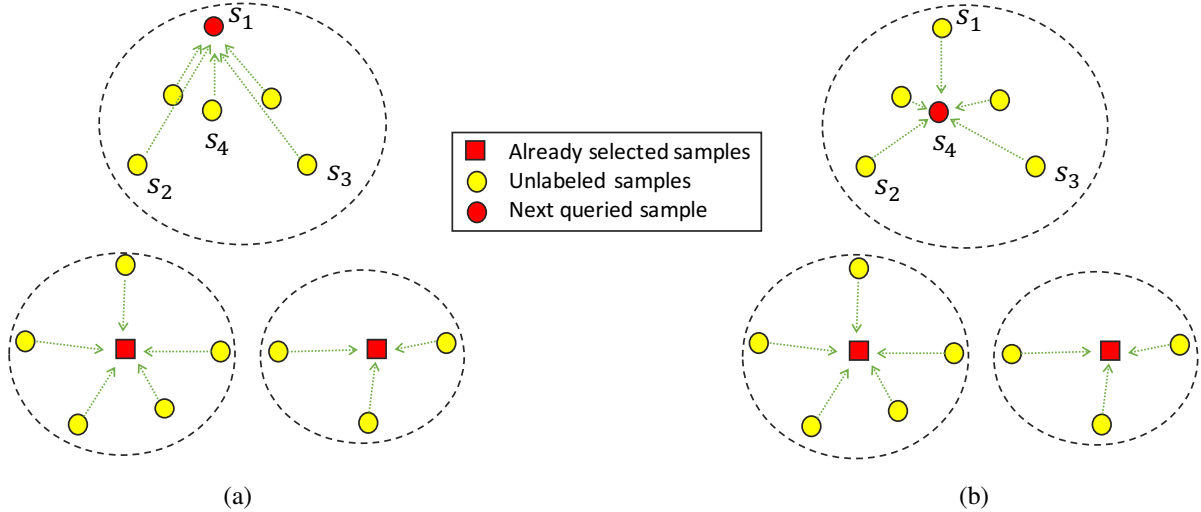 s₁
s₄
s₂
s₃
Already selected samples
Unlabeled samples
Next queried sample
s₁
s₄
s₂
s₃
(a)
(b)